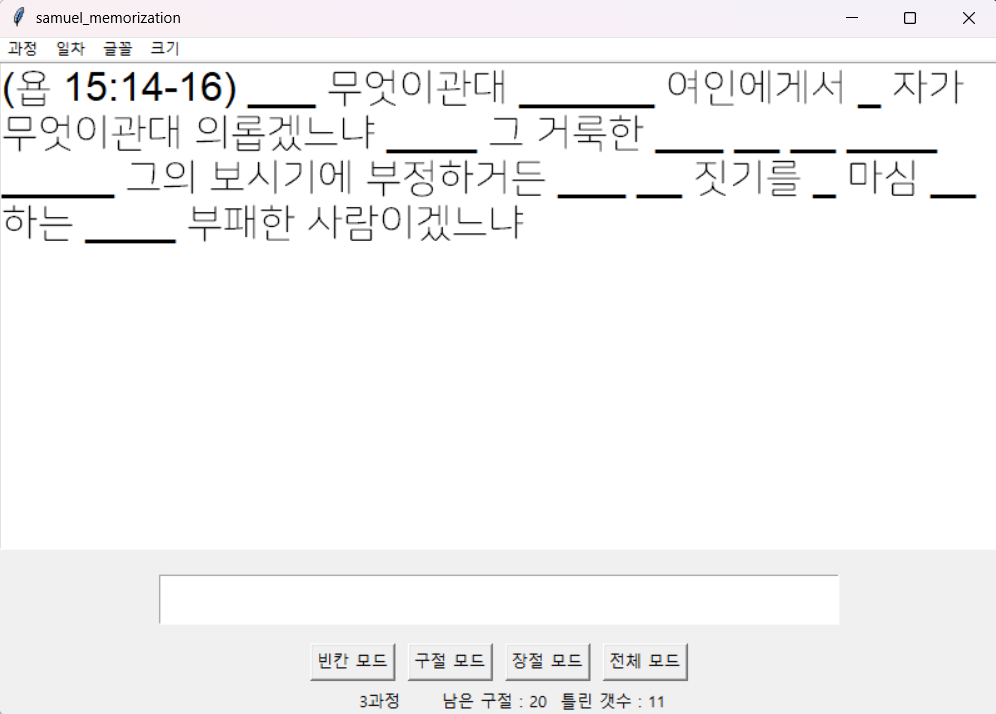 samuel_memorization
과정 일차 글꼴 크기
(욥 15:14-16) ___ 무엇이관대 ______ 여인에게서 _ 자가
무엇이관대 의롭겠느냐 ____ 그 거룩한 ___ __ __ ____
_____ 그의 보시기에 부정하거든 ___ __ 짓기를 _ 마심 __
하는 ____ 부패한 사람이겠느냐
빈칸 모드 구절 모드 장절 모드 전체 모드
3과정 남은 구절 : 20 틀린 갯수 : 11